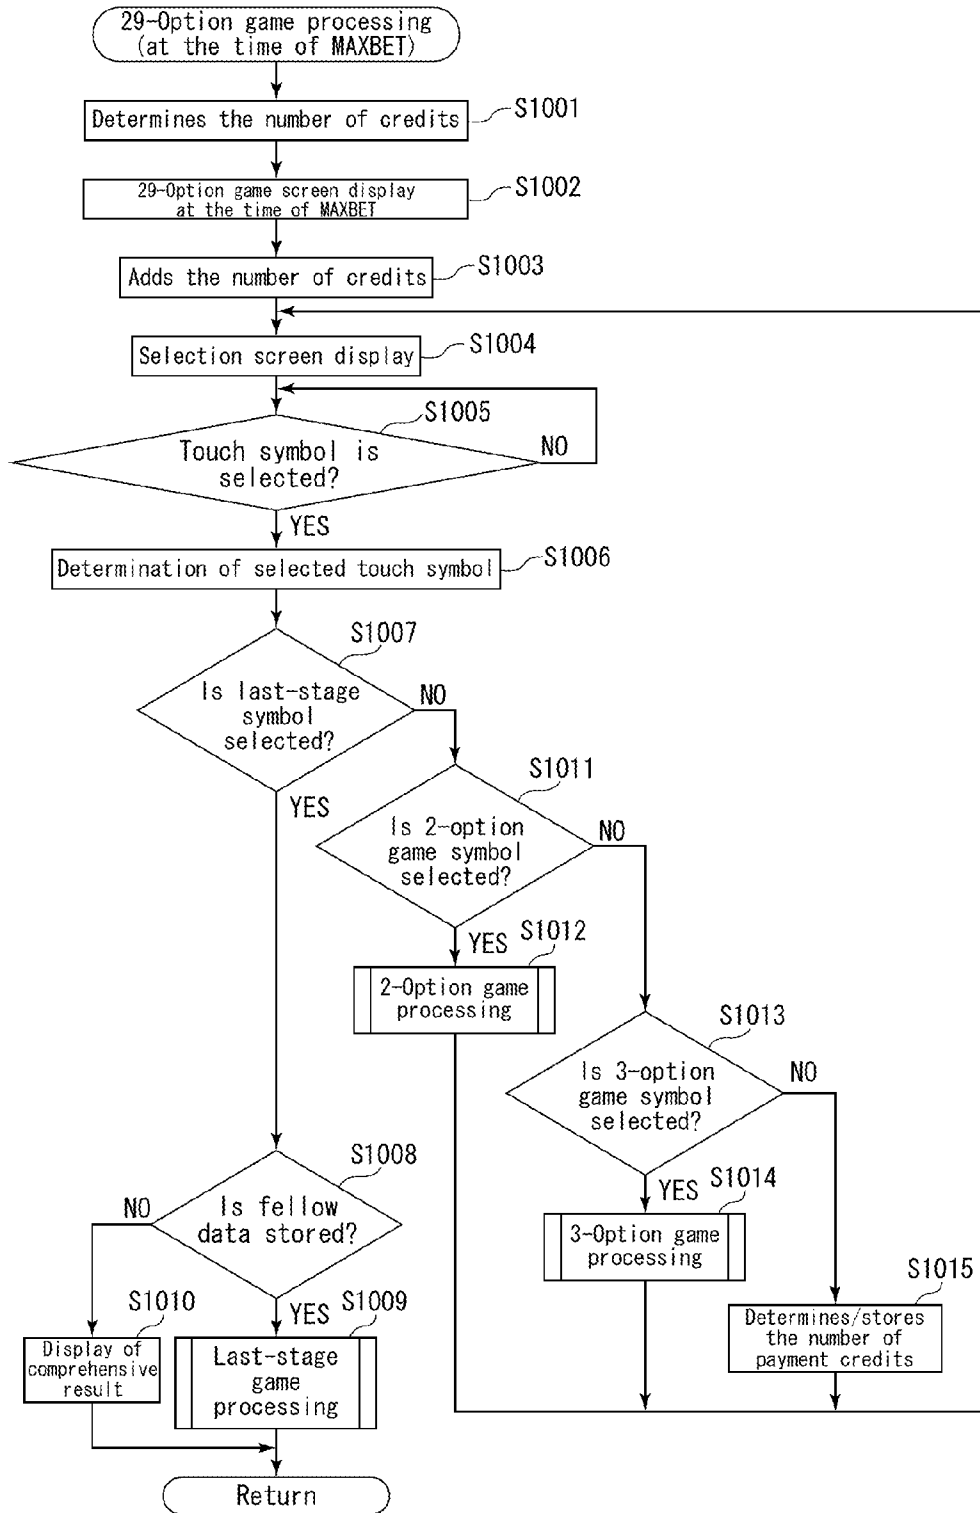 29-Option game processing
(at the time of MAXBET)
Determines the number of credits
S1001
29-Option game screen display
at the time of MAXBET
S1002
Adds the number of credits
S1003
Selection screen display
S1004
S1005
Touch symbol is
selected?
NO
YES
Determination of selected touch symbol
S1006
S1007
Is last-stage
symbol
selected?
NO
YES
S1011
Is 2-option
game symbol
selected?
NO
YES
S1012
2-Option game
processing
S1013
Is 3-option
game symbol
selected?
NO
YES
S1014
3-Option game
processing
S1015
Determines/stores
the number of
payment credits
S1008
Is fellow
data stored?
NO
YES
S1010
Display of
comprehensive
result
S1009
Last-stage
game
processing
Return